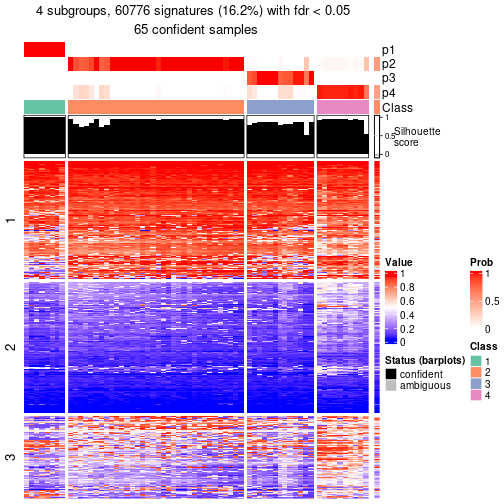 4 subgroups, 60776 signatures (16.2%) with fdr < 0.05
65 confident samples
p1
p2
p3
p4
Class
1
0.5
0
Silhouette
score
1
2
3
Value
1
0.8
0.6
0.4
0.2
0
Prob
1
0.5
0
Status (barplots)
confident
ambiguous
Class
1
2
3
4